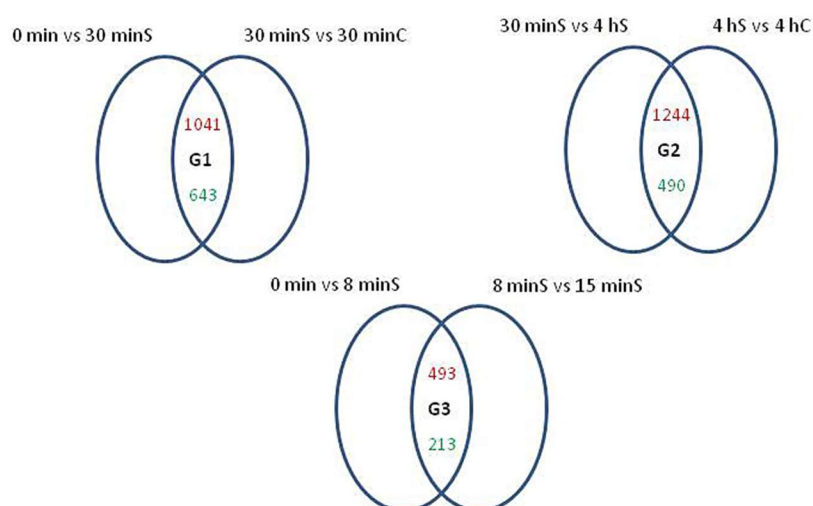 0 min vs 30 minS
30 minS vs 30 minC
1041
G1
643
30 minS vs 4 hS
4 hS vs 4 hC
1244
G2
490
0 min vs 8 minS
8 minS vs 15 minS
493
G3
213